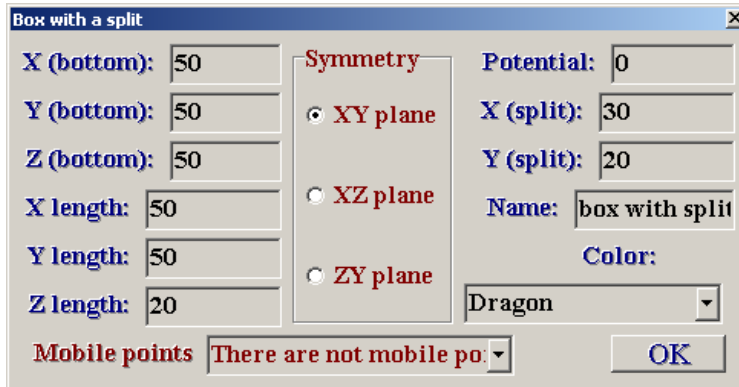 Box with a split
X (bottom): 50
Y (bottom): 50
Z (bottom): 50
X length: 50
Y length: 50
Z length: 20
Symmetry
XY plane
XZ plane
ZY plane
Potential: 0
X (split): 30
Y (split): 20
Name: box with split
Color:
Dragon
Mobile points There are not mobile po
OK